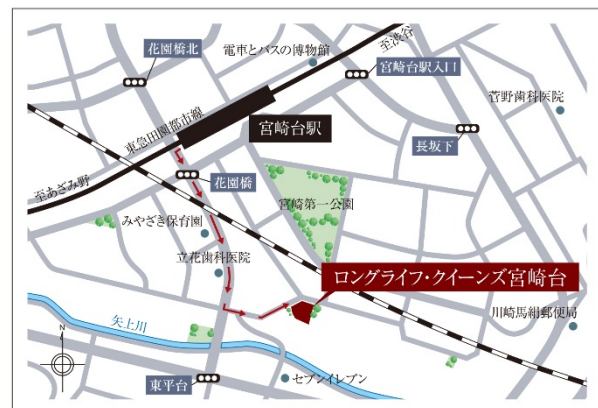 花園橋北
電車とバスの博物館
至渋谷
宮崎台駅入口
菅野歯科医院
東急田園都市線
宮崎台駅
長坂下
至あざみ野
花園橋
宮崎第一公園
みやざき保育園
立花歯科医院
ロングライフ・クイーンズ宮崎台
川崎馬絹郵便局
矢上川
N
東平台
セブンイレブン